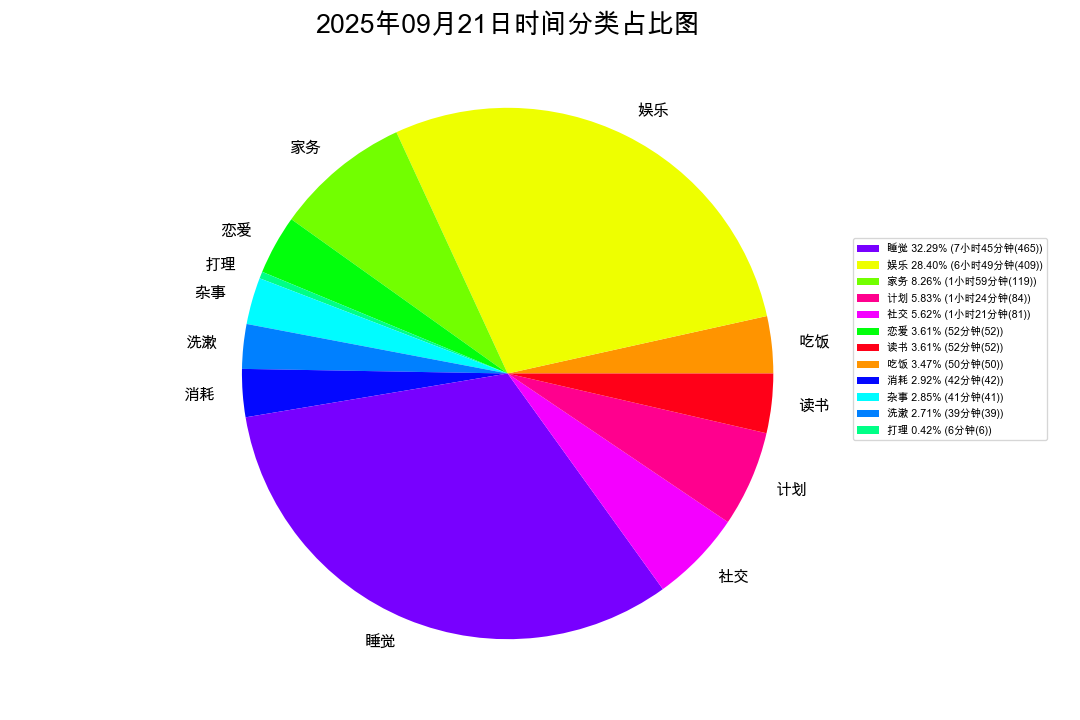 2025年09月21日时间分类占比图
娱乐
家务
恋爱
打理
杂事
洗漱
消耗
睡觉
社交
计划
读书
吃饭
睡觉 32.29% (7小时45分钟(465))
娱乐 28.40% (6小时49分钟(409))
家务 8.26% (1小时59分钟(119))
计划 5.83% (1小时24分钟(84))
社交 5.62% (1小时21分钟(81))
恋爱 3.61% (52分钟(52))
读书 3.61% (52分钟(52))
吃饭 3.47% (50分钟(50))
消耗 2.92% (42分钟(42))
杂事 2.85% (41分钟(41))
洗漱 2.71% (39分钟(39))
打理 0.42% (6分钟(6))